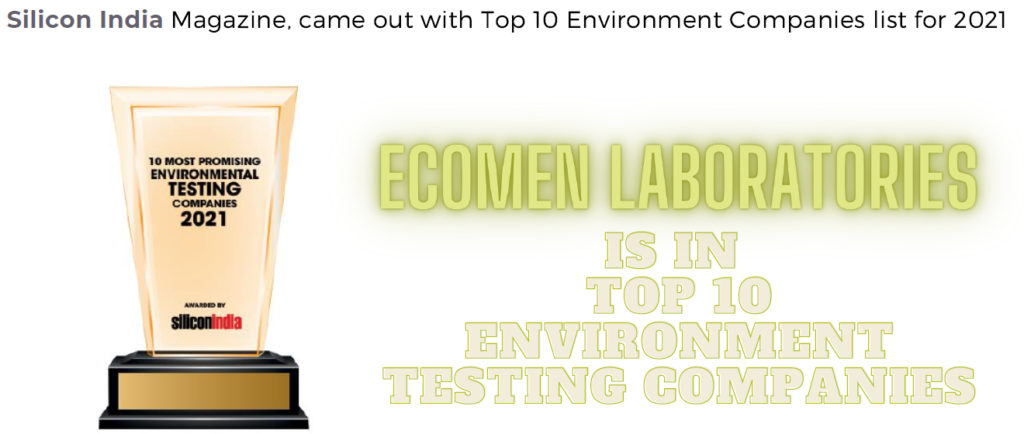 Silicon India Magazine, came out with Top 10 Environment Companies list for 2021
10 MOST PROMISING
ENVIRONMENTAL
TESTING
COMPANIES
2021
AWARDED BY
siliconindia
ECOMEN LABORATORIES
IS IN
TOP 10
ENVIRONMENT
TESTING COMPANIES